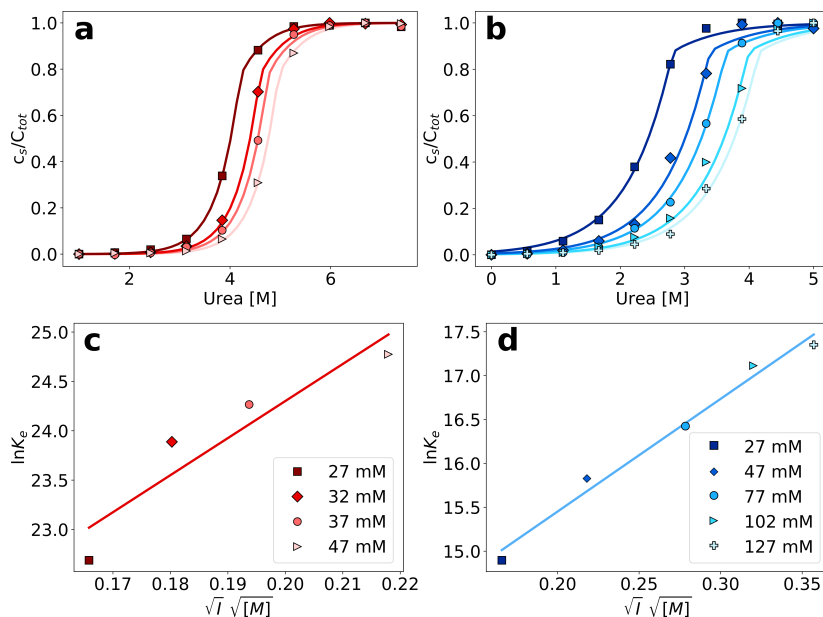 a
c_s/C_tot
1.0
0.8
0.6
0.4
0.2
0.0
2 4 6
Urea [M]
b
c_s/C_tot
1.0
0.8
0.6
0.4
0.2
0.0
0 1 2 3 4 5
Urea [M]
c
lnK_e
25.0
24.5
24.0
23.5
23.0
0.17 0.18 0.19 0.20 0.21 0.22
√I √[M]
27 mM
32 mM
37 mM
47 mM
d
lnK_e
17.5
17.0
16.5
16.0
15.5
15.0
0.20 0.25 0.30 0.35
√I √[M]
27 mM
47 mM
77 mM
102 mM
127 mM